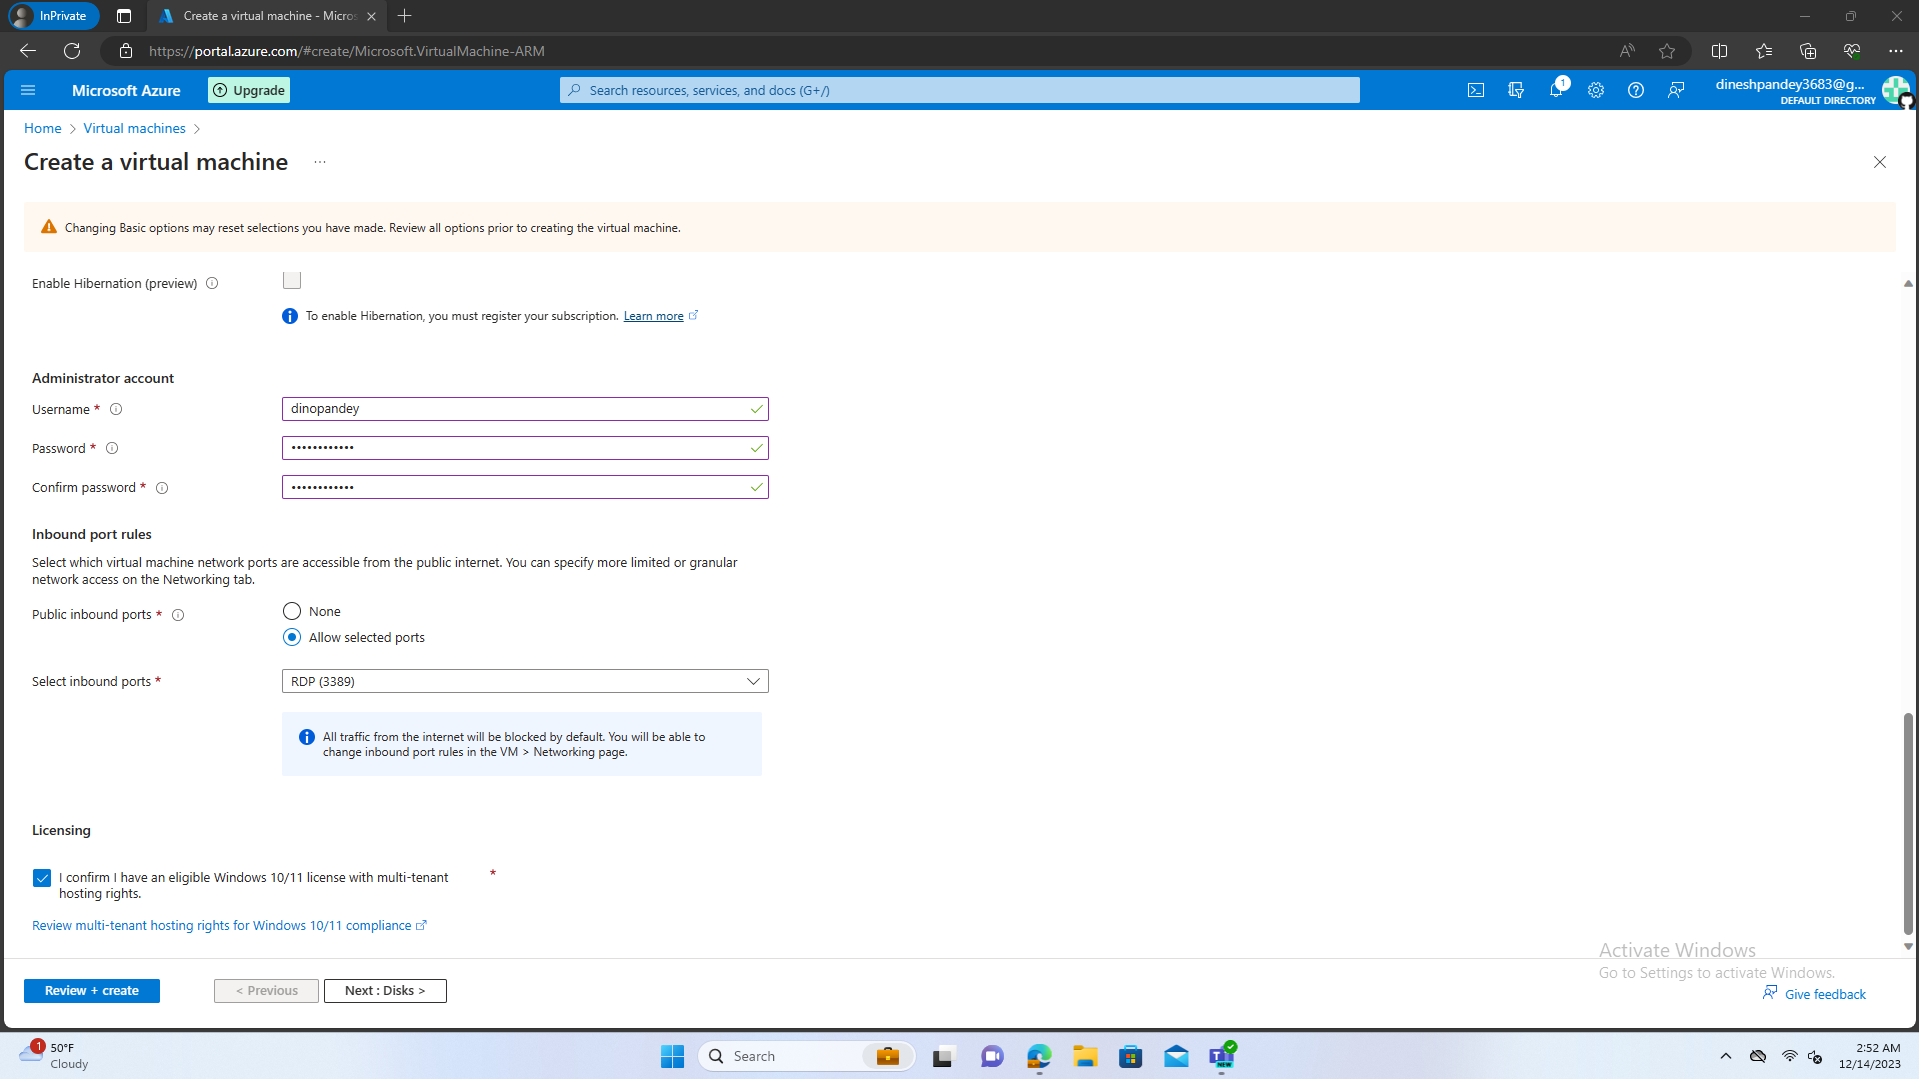 InPrivate
Create a virtual machine - Micros
https://portal.azure.com/#create/Microsoft.VirtualMachine-ARM
Microsoft Azure
Upgrade
Search resources, services, and docs (G+/)
1
dineshpandey3683@g...
DEFAULT DIRECTORY
Home > Virtual machines >
Create a virtual machine ...
Changing Basic options may reset selections you have made. Review all options prior to creating the virtual machine.
Enable Hibernation (preview)
To enable Hibernation, you must register your subscription. Learn more
Administrator account
Username *
dinopandey
Password *
••••••••••••
Confirm password *
••••••••••••
Inbound port rules
Select which virtual machine network ports are accessible from the public internet. You can specify more limited or granular
network access on the Networking tab.
Public inbound ports *
None
Allow selected ports
Select inbound ports *
RDP (3389)
All traffic from the internet will be blocked by default. You will be able to
change inbound port rules in the VM > Networking page.
Licensing
I confirm I have an eligible Windows 10/11 license with multi-tenant
hosting rights.
*
Review multi-tenant hosting rights for Windows 10/11 compliance
Activate Windows
Go to Settings to activate Windows.
Review + create
< Previous
Next : Disks >
Give feedback
1
50°F
Cloudy
Search
NEW
2:52 AM
12/14/2023